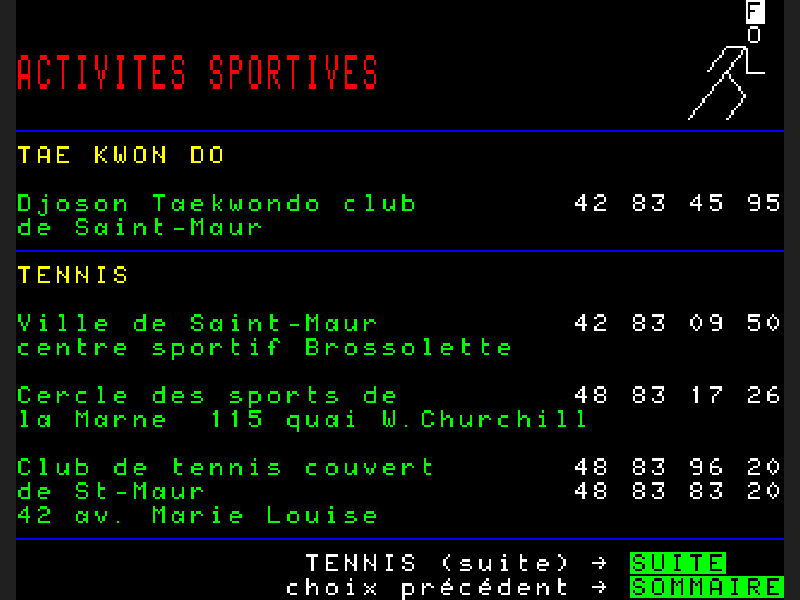 F
ACTIVITES SPORTIVES
TAE KWON DO
Djoson Taekwondo club 42 83 45 95
de Saint-Maur
TENNIS
Ville de Saint-Maur 42 83 09 50
centre sportif Brossolette
Cercle des sports de 48 83 17 26
la Marne 115 quai W.Churchill
Club de tennis couvert 48 83 96 20
de St-Maur 48 83 83 20
42 av. Marie Louise
TENNIS (suite) → SUITE
choix précédent → SOMMAIRE